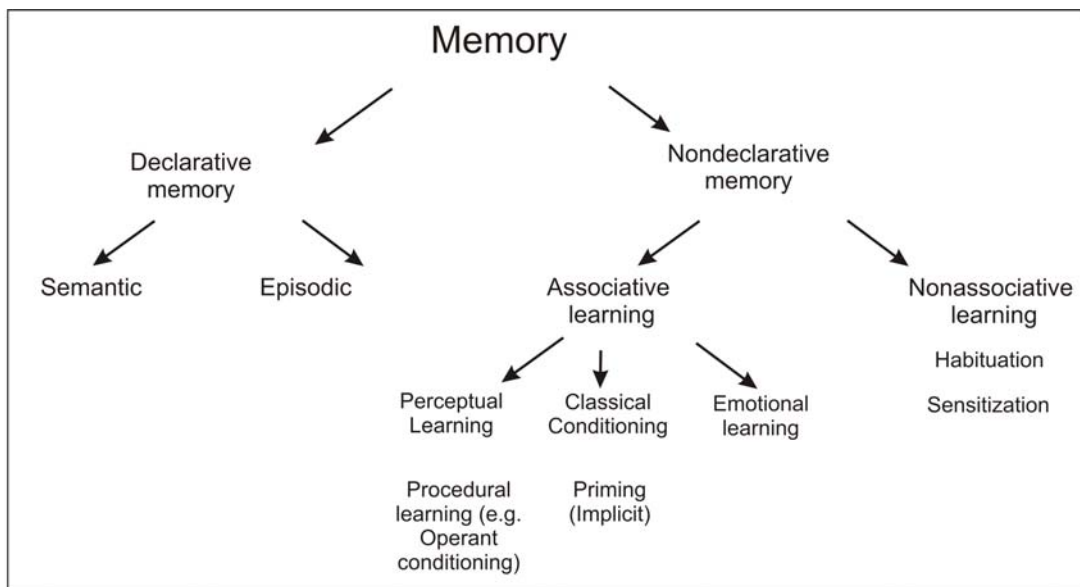 Memory
Declarative
memory
Nondeclarative
memory
Semantic
Episodic
Associative
learning
Nonassociative
learning
Habituation
Sensitization
Perceptual
Learning
Classical
Conditioning
Emotional
learning
Procedural
learning (e.g.
Operant
conditioning)
Priming
(Implicit)